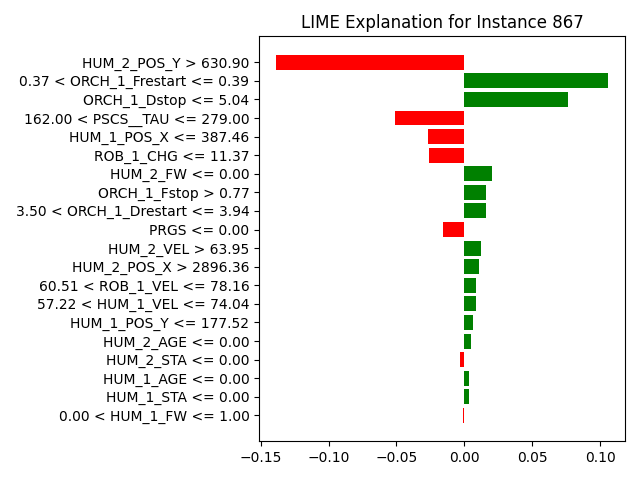 LIME Explanation for Instance 867
HUM_2_POS_Y > 630.90
0.37 < ORCH_1_Frestart <= 0.39
ORCH_1_Dstop <= 5.04
162.00 < PSCS__TAU <= 279.00
HUM_1_POS_X <= 387.46
ROB_1_CHG <= 11.37
HUM_2_FW <= 0.00
ORCH_1_Fstop > 0.77
3.50 < ORCH_1_Drestart <= 3.94
PRGS <= 0.00
HUM_2_VEL > 63.95
HUM_2_POS_X > 2896.36
60.51 < ROB_1_VEL <= 78.16
57.22 < HUM_1_VEL <= 74.04
HUM_1_POS_Y <= 177.52
HUM_2_AGE <= 0.00
HUM_2_STA <= 0.00
HUM_1_AGE <= 0.00
HUM_1_STA <= 0.00
0.00 < HUM_1_FW <= 1.00
−0.15 −0.10 −0.05 0.00 0.05 0.10